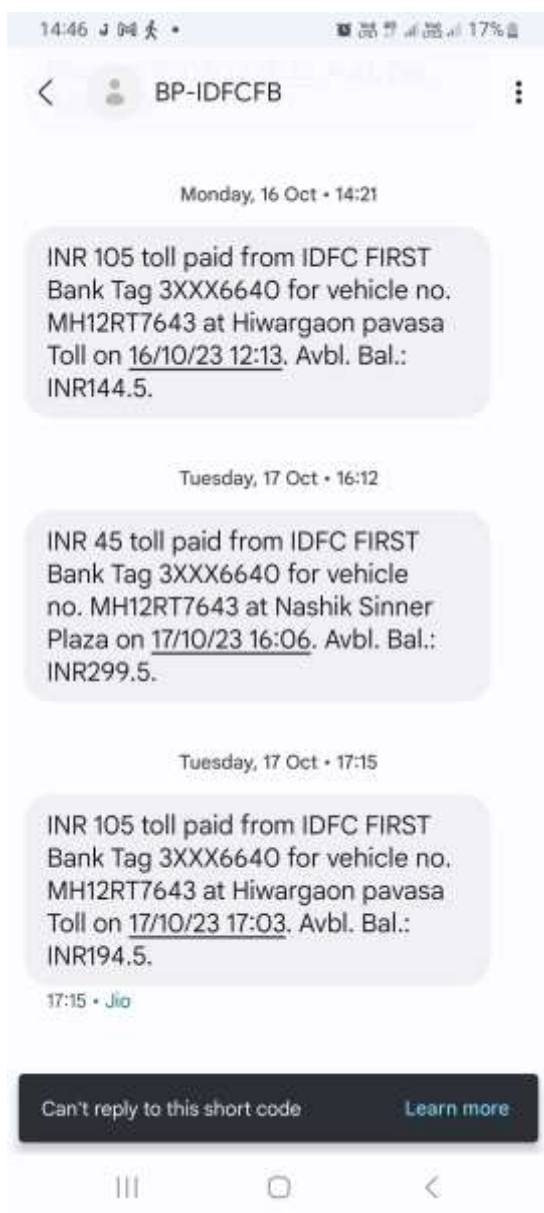 14:46
17%
BP-IDFCFB
Monday, 16 Oct • 14:21
INR 105 toll paid from IDFC FIRST
Bank Tag 3XXX6640 for vehicle no.
MH12RT7643 at Hiwargaon pavasa
Toll on 16/10/23 12:13. Avbl. Bal.:
INR144.5.
Tuesday, 17 Oct • 16:12
INR 45 toll paid from IDFC FIRST
Bank Tag 3XXX6640 for vehicle
no. MH12RT7643 at Nashik Sinner
Plaza on 17/10/23 16:06. Avbl. Bal.:
INR299.5.
Tuesday, 17 Oct • 17:15
INR 105 toll paid from IDFC FIRST
Bank Tag 3XXX6640 for vehicle no.
MH12RT7643 at Hiwargaon pavasa
Toll on 17/10/23 17:03. Avbl. Bal.:
INR194.5.
17:15 • Jio
Can't reply to this short code
Learn more